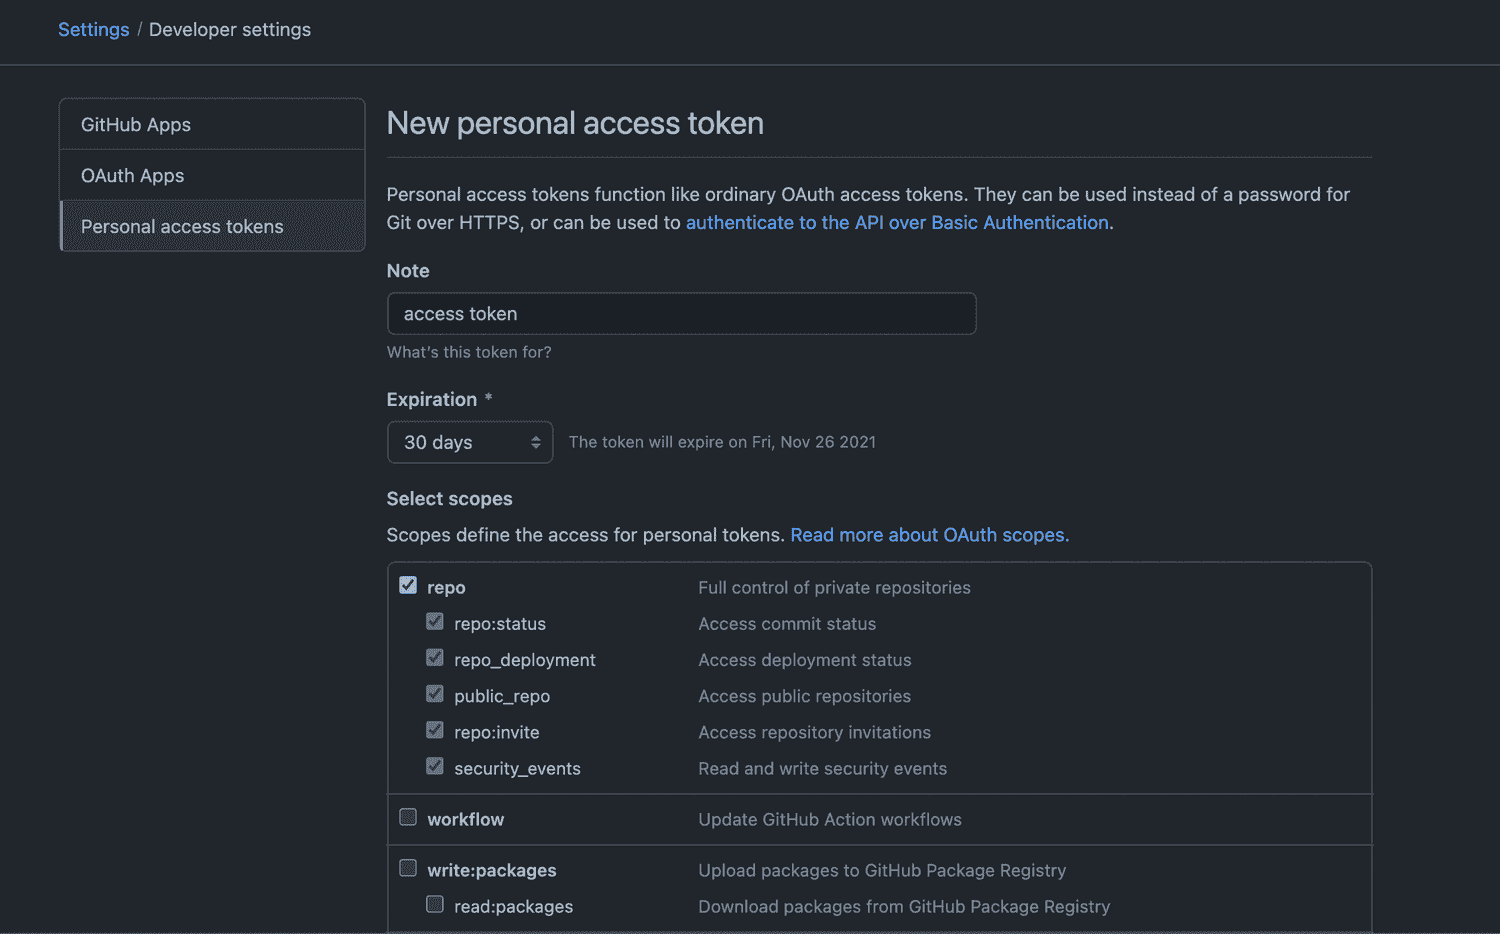 Settings / Developer settings
GitHub Apps
OAuth Apps
Personal access tokens
New personal access token
Personal access tokens function like ordinary OAuth access tokens. They can be used instead of a password for
Git over HTTPS, or can be used to authenticate to the API over Basic Authentication.
Note
access token
What's this token for?
Expiration *
30 days The token will expire on Fri, Nov 26 2021
Select scopes
Scopes define the access for personal tokens. Read more about OAuth scopes.
repo Full control of private repositories
repo:status Access commit status
repo_deployment Access deployment status
public_repo Access public repositories
repo:invite Access repository invitations
security_events Read and write security events
workflow Update GitHub Action workflows
write:packages Upload packages to GitHub Package Registry
read:packages Download packages from GitHub Package Registry